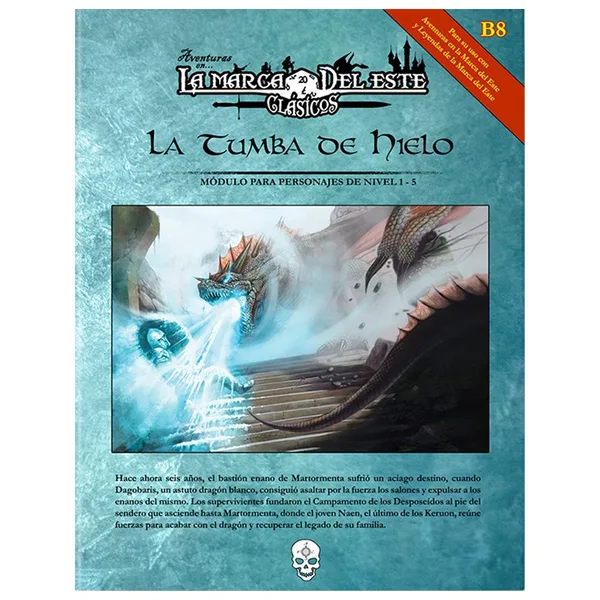 B8
Para su uso con
Aventuras en la Marca del Este
y Leyendas de la Marca del Este
Aventuras
en...
LA MARCA DEL ESTE
20
CLÁSICOS
LA TUMBA DE HIELO
MÓDULO PARA PERSONAJES DE NIVEL 1 - 5
Hace ahora seis años, el bastión enano de Martormenta sufrió un aciago destino, cuando
Dagobaris, un astuto dragón blanco, consiguió asaltar por la fuerza los salones y expulsar a los
enanos del mismo. Los supervivientes fundaron el Campamento de los Desposeídos al pie del
sendero que asciende hasta Martormenta, donde el joven Naen, el último de los Keruon, reúne
fuerzas para acabar con el dragón y recuperar el legado de su familia.